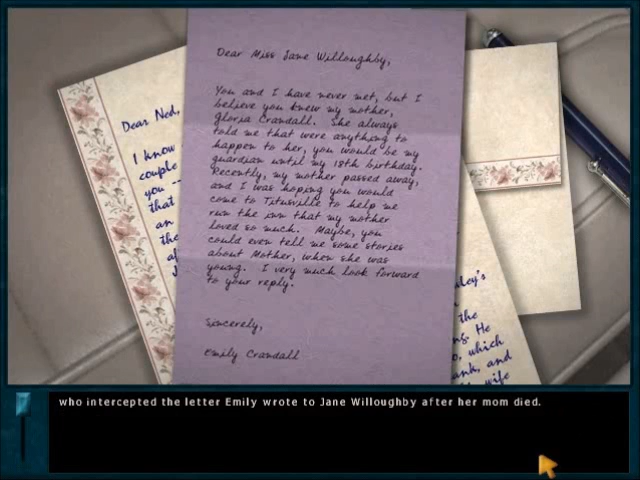 Dear Miss Jane Willoughby,
You and I have never met, but I
believe you knew my mother,
Gloria Crandall. She always
told me that were anything to
happen to her, you would be my
guardian until my 18th birthday.
Recently, my mother passed away,
and I was hoping you would
come to Titusville to help me
run the inn that my mother
loved so much. Maybe, you
could even tell me some stories
about Mother, when she was
young. I very much look forward
to your reply.
Sincerely,
Emily Crandall
Dear Ned,
I know
couple
you --
that
an
the
the
He
which
and
wife
who intercepted the letter Emily wrote to Jane Willoughby after her mom died.